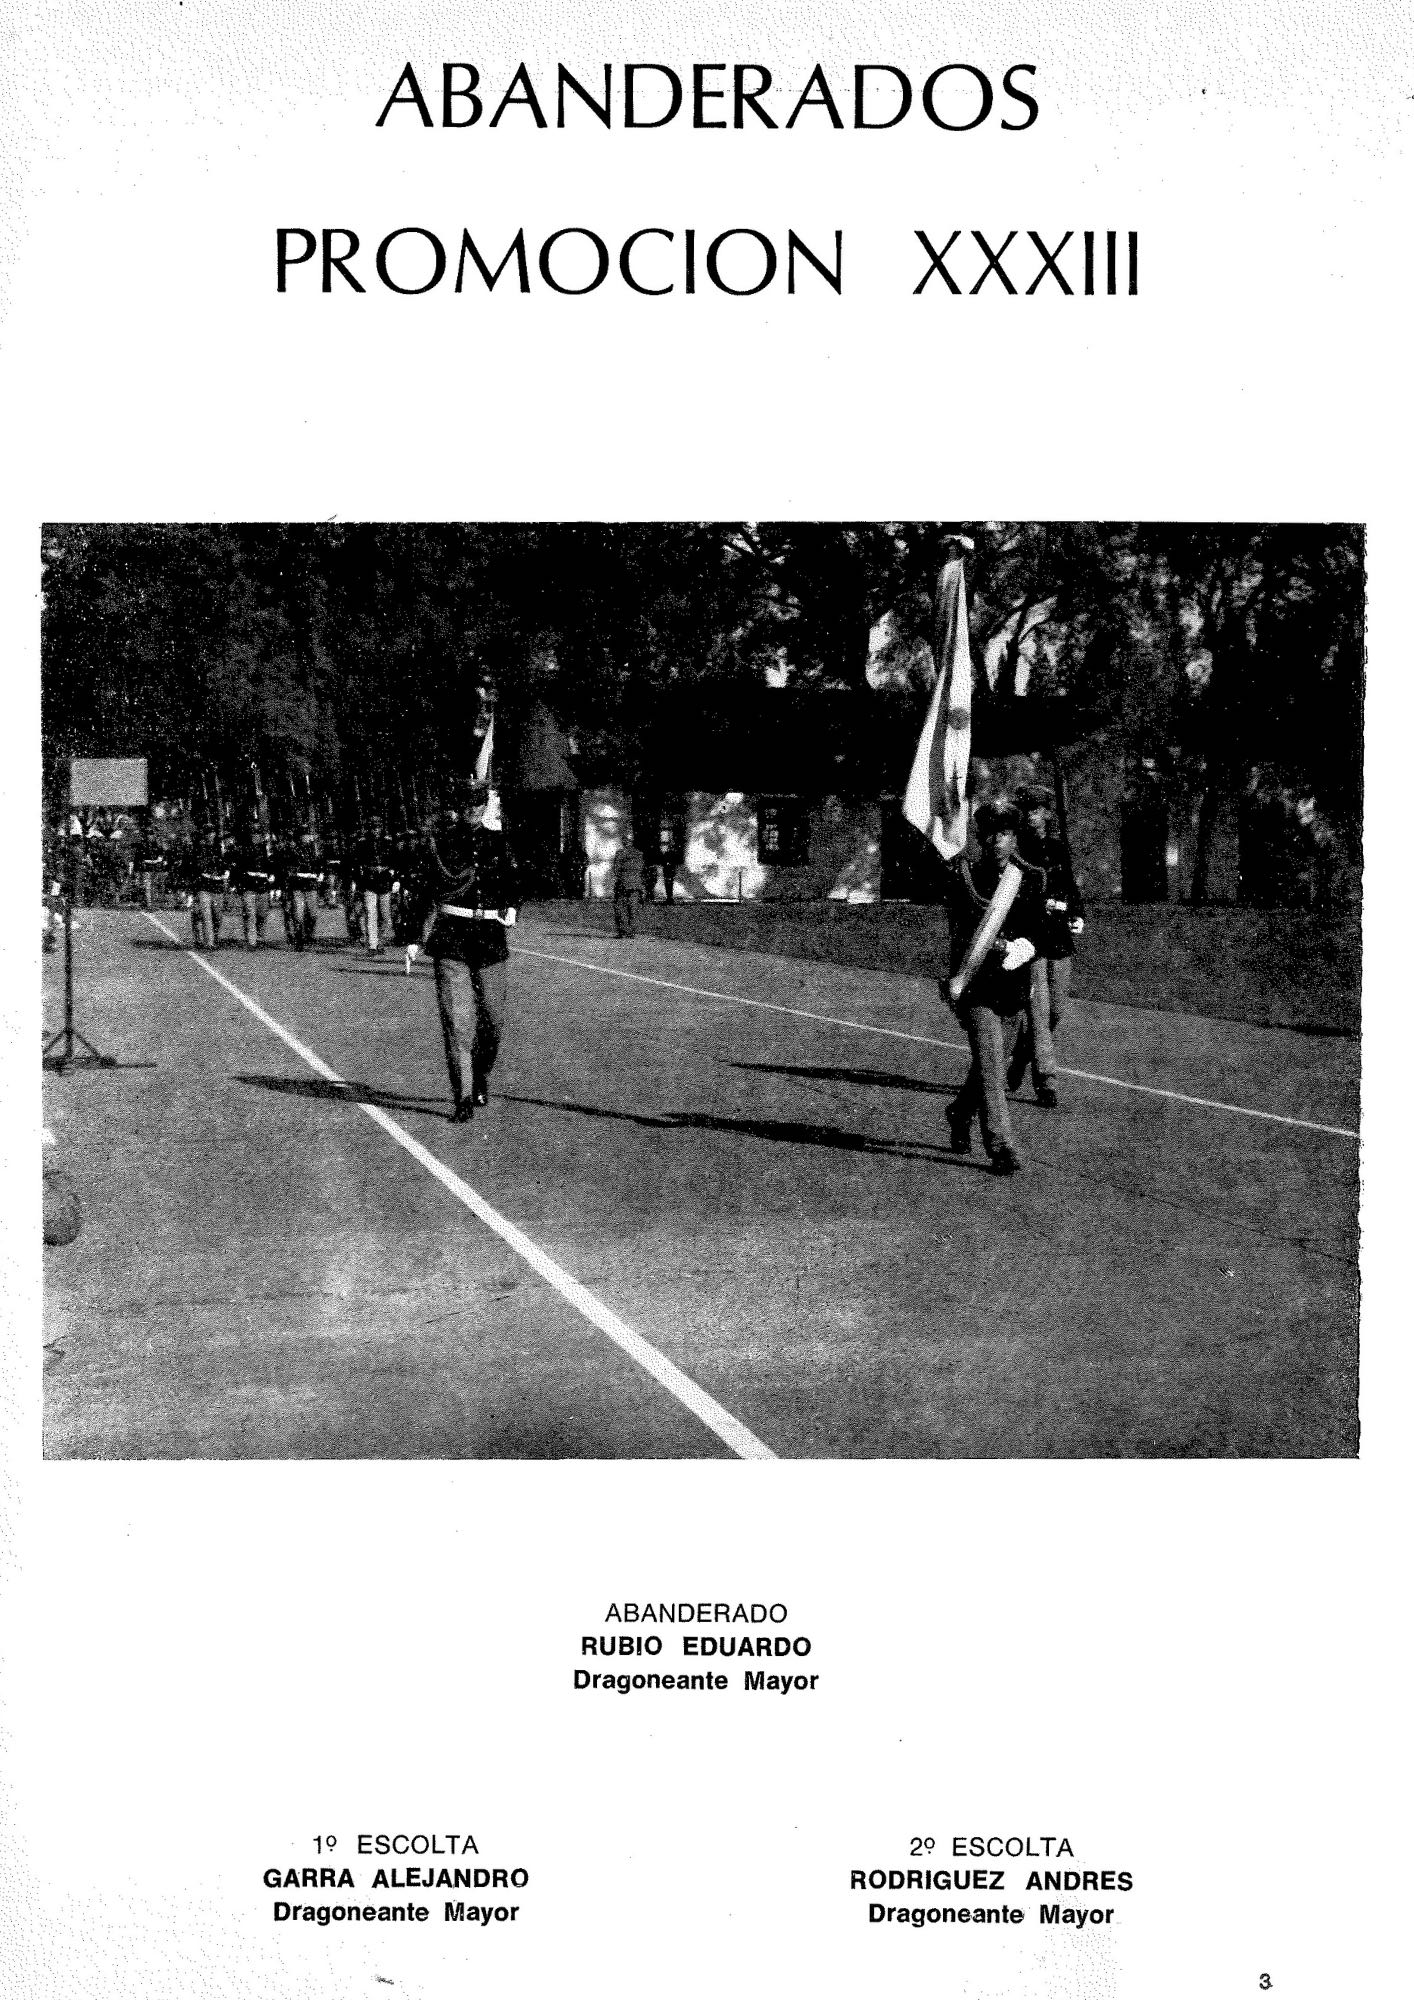 ABANDERADOS
PROMOCION XXXIII
ABANDERADO
RUBIO EDUARDO
Dragoneante Mayor
1º ESCOLTA
GARRA ALEJANDRO
Dragoneante Mayor
2º ESCOLTA
RODRIGUEZ ANDRES
Dragoneante Mayor
3